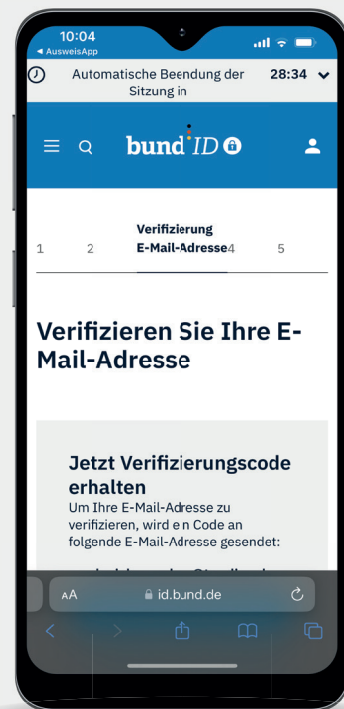 10:04
◀ AusweisApp
Automatische Beendung der 28:34
Sitzung in
bund ID
Verifizierung
1 2 E-Mail-Adresse 4 5
Verifizieren Sie Ihre E-
Mail-Adresse
Jetzt Verifizierungscode
erhalten
Um Ihre E-Mail-Adresse zu
verifizieren, wird ein Code an
folgende E-Mail-Adresse gesendet:
AA id.bund.de